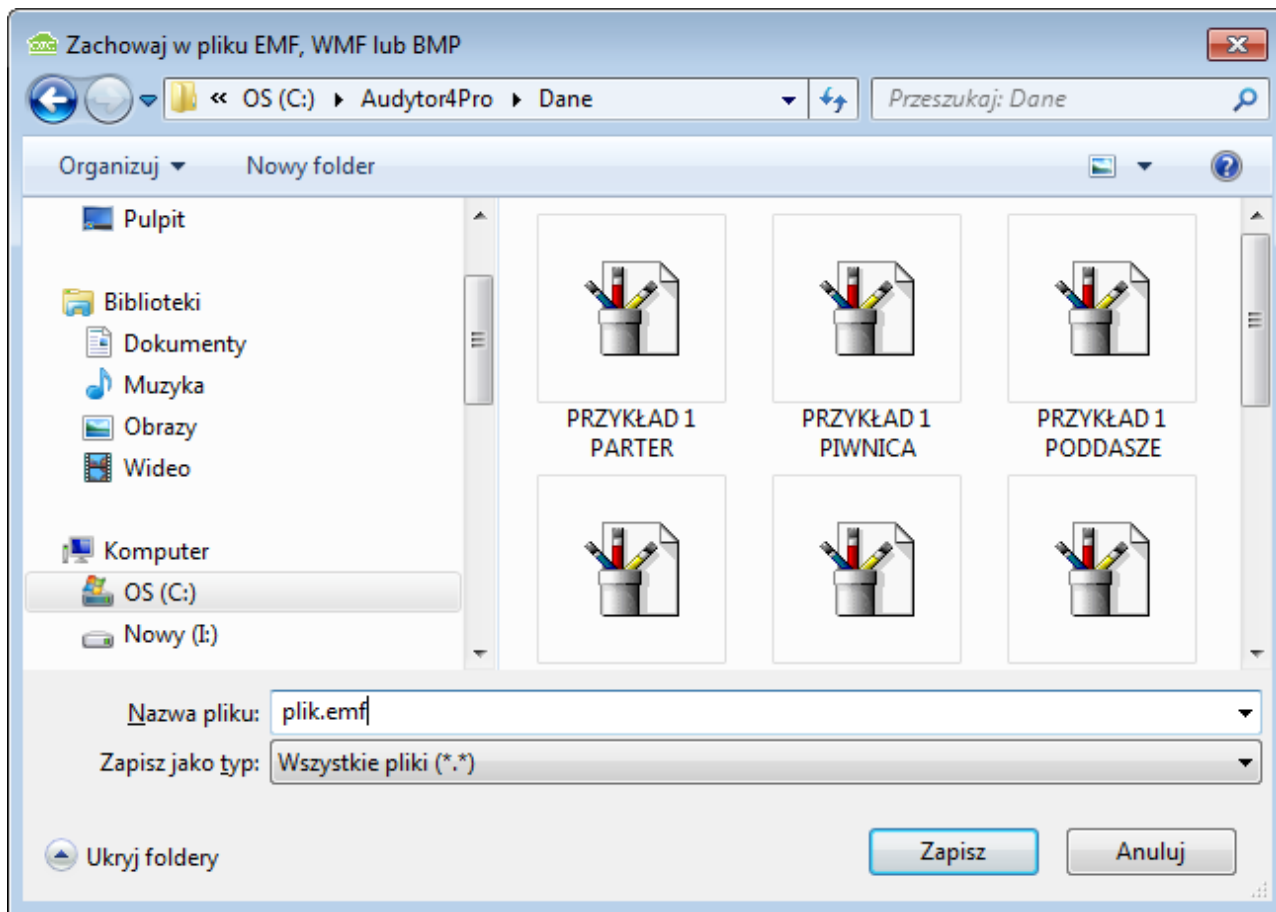 Zachowaj w pliku EMF, WMF lub BMP
« OS (C:) Audytor4Pro Dane
Przeszukaj: Dane
Organizuj
Nowy folder
Pulpit
Biblioteki
Dokumenty
Muzyka
Obrazy
Wideo
Komputer
OS (C:)
Nowy (I:)
PRZYKŁAD 1
PARTER
PRZYKŁAD 1
PIWNICA
PRZYKŁAD 1
PODDASZE
Nazwa pliku: plik.emf
Zapisz jako typ: Wszystkie pliki (*.*)
Ukryj foldery
Zapisz
Anuluj